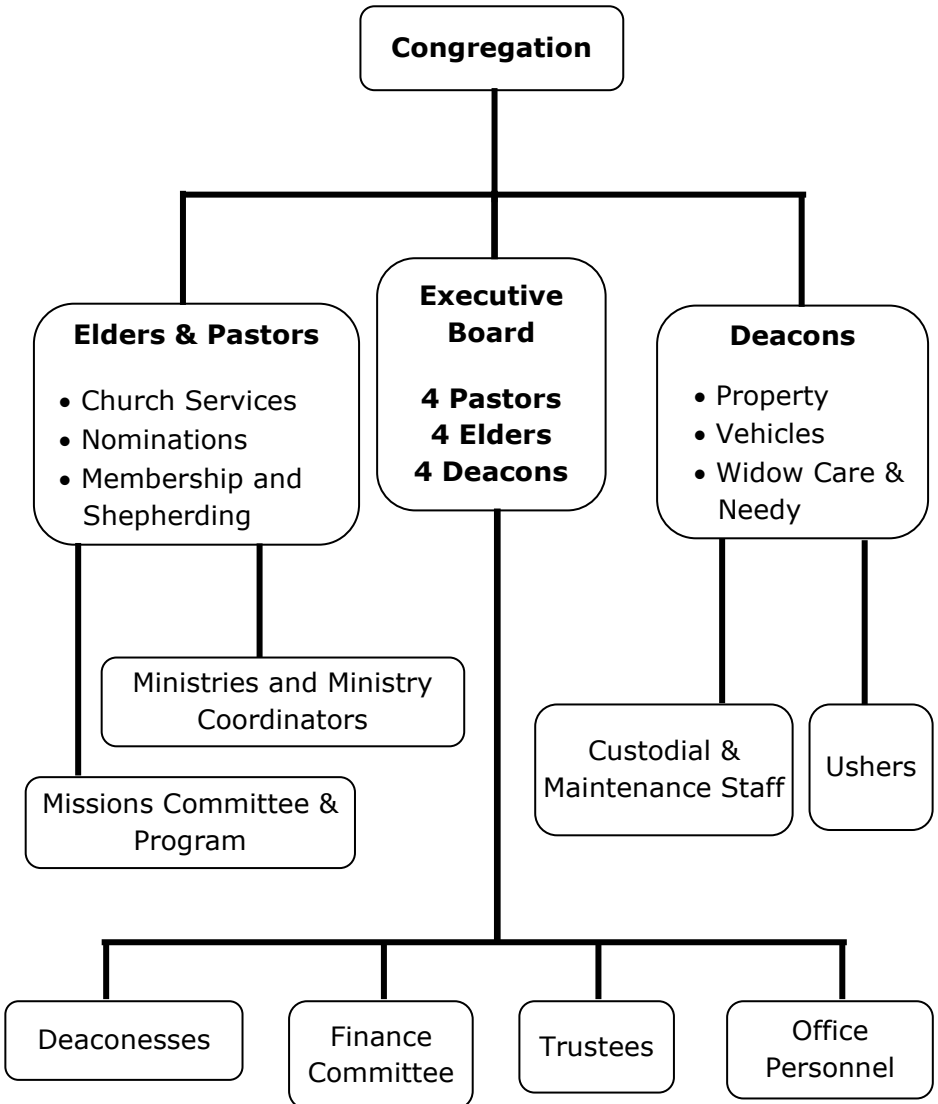 Congregation
Elders & Pastors
• Church Services
• Nominations
• Membership and
Shepherding
Executive
Board
4 Pastors
4 Elders
4 Deacons
Deacons
• Property
• Vehicles
• Widow Care &
Needy
Ministries and Ministry
Coordinators
Missions Committee &
Program
Custodial &
Maintenance Staff
Ushers
Deaconesses
Finance
Committee
Trustees
Office
Personnel